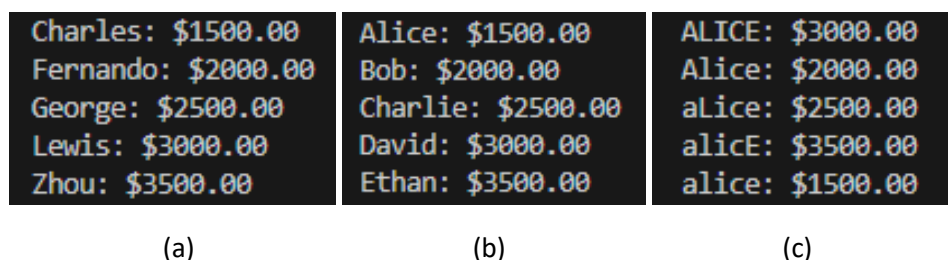 Charles: $1500.00
Fernando: $2000.00
George: $2500.00
Lewis: $3000.00
Zhou: $3500.00
Alice: $1500.00
Bob: $2000.00
Charlie: $2500.00
David: $3000.00
Ethan: $3500.00
ALICE: $3000.00
Alice: $2000.00
aLice: $2500.00
alicE: $3500.00
alice: $1500.00
(a)
(b)
(c)